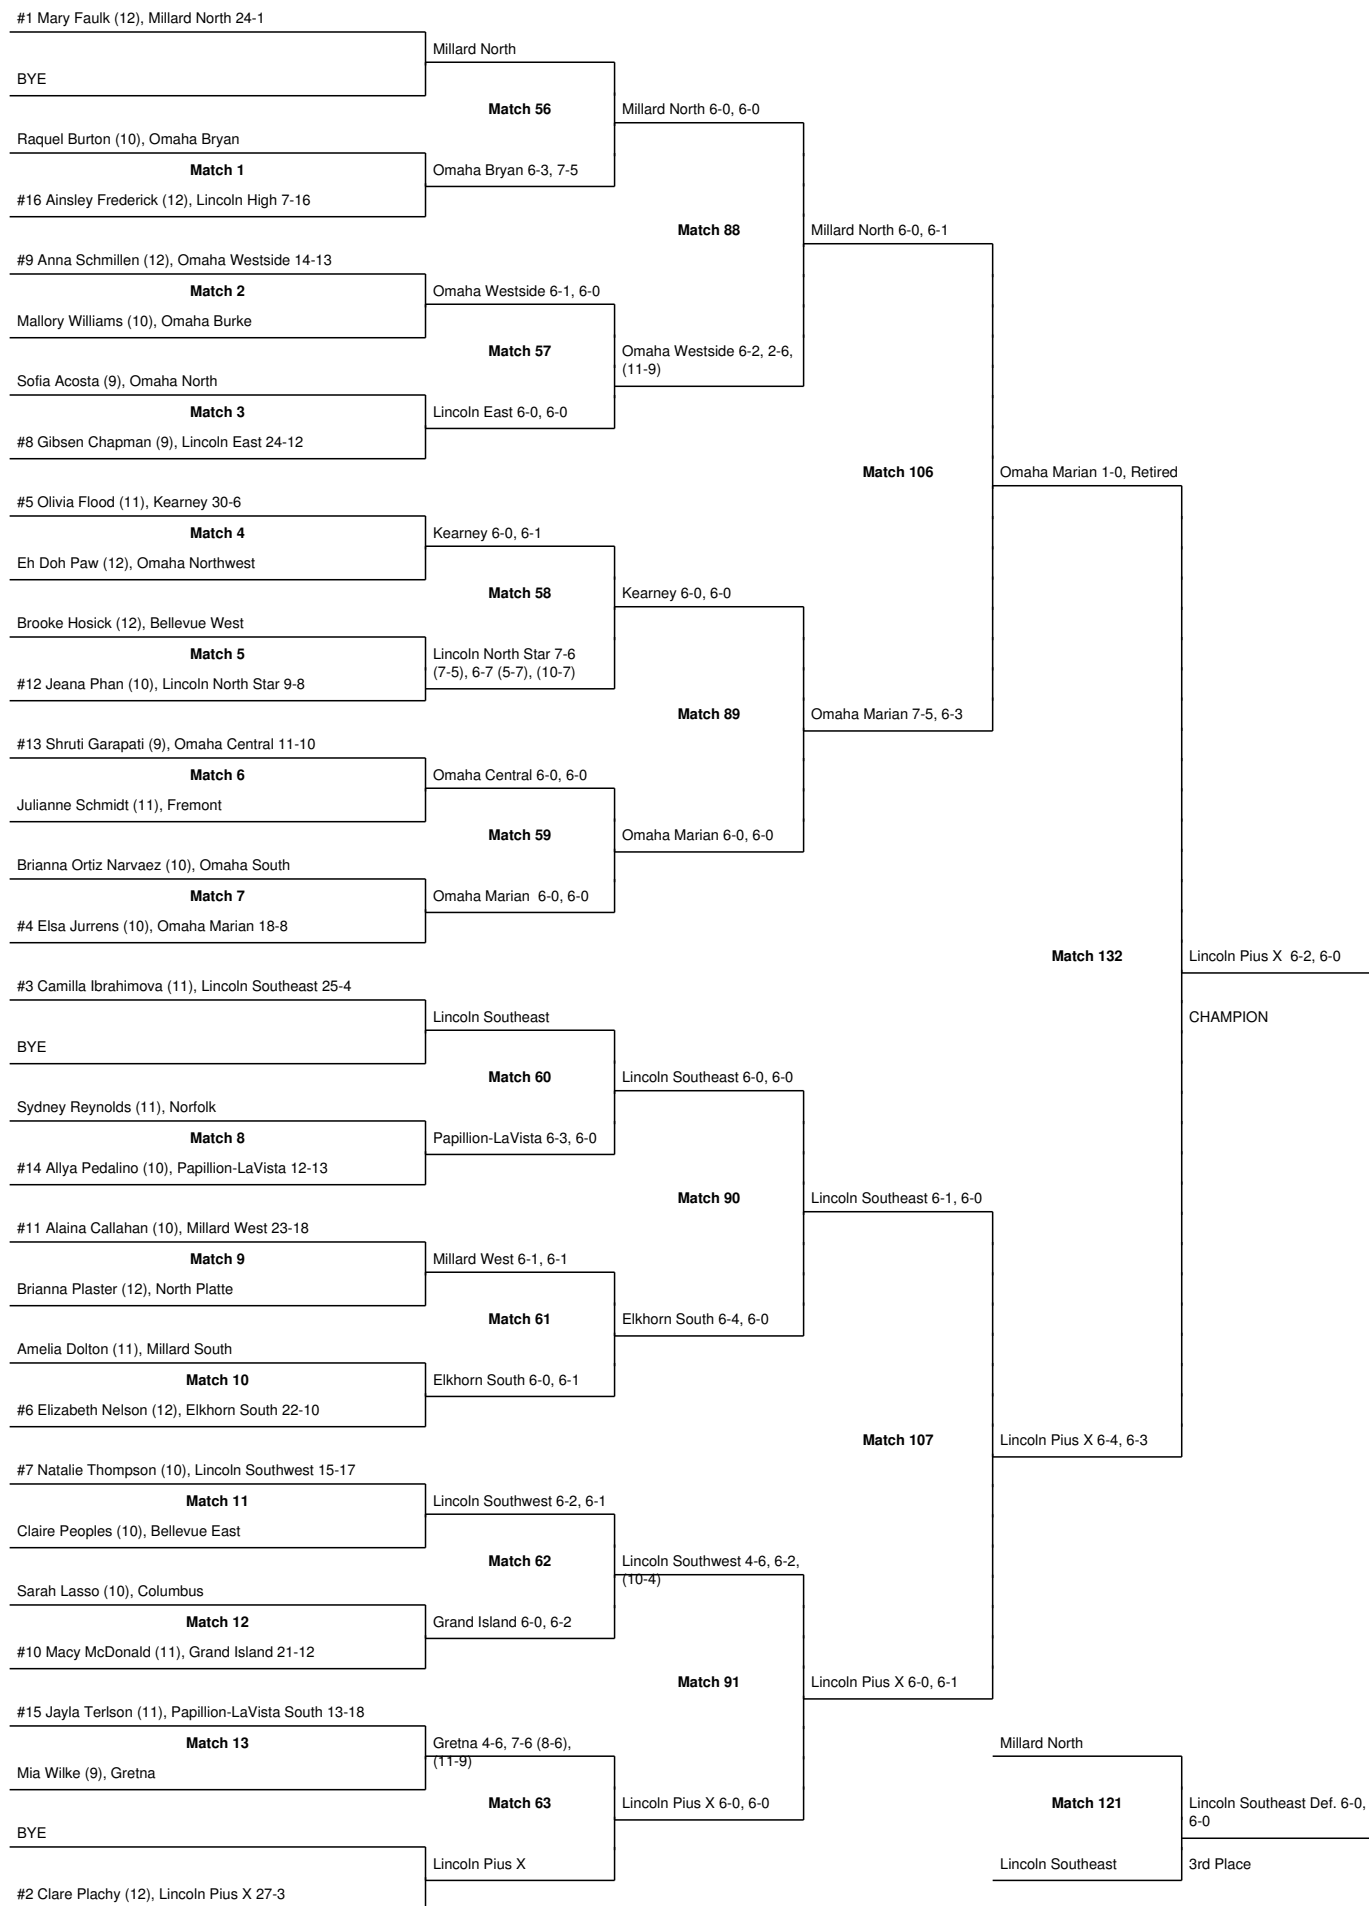 #1 Mary Faulk (12), Millard North 24-1
Millard North
BYE
Match 56
Millard North 6-0, 6-0
Raquel Burton (10), Omaha Bryan
Match 1
Omaha Bryan 6-3, 7-5
#16 Ainsley Frederick (12), Lincoln High 7-16
Match 88
Millard North 6-0, 6-1
#9 Anna Schmillen (12), Omaha Westside 14-13
Match 2
Omaha Westside 6-1, 6-0
Mallory Williams (10), Omaha Burke
Match 57
Omaha Westside 6-2, 2-6,
(11-9)
Sofia Acosta (9), Omaha North
Match 3
Lincoln East 6-0, 6-0
#8 Gibsen Chapman (9), Lincoln East 24-12
Match 106
Omaha Marian 1-0, Retired
#5 Olivia Flood (11), Kearney 30-6
Match 4
Kearney 6-0, 6-1
Eh Doh Paw (12), Omaha Northwest
Match 58
Kearney 6-0, 6-0
Brooke Hosick (12), Bellevue West
Match 5
Lincoln North Star 7-6
(7-5), 6-7 (5-7), (10-7)
#12 Jeana Phan (10), Lincoln North Star 9-8
Match 89
Omaha Marian 7-5, 6-3
#13 Shruti Garapati (9), Omaha Central 11-10
Match 6
Omaha Central 6-0, 6-0
Julianne Schmidt (11), Fremont
Match 59
Omaha Marian 6-0, 6-0
Brianna Ortiz Narvaez (10), Omaha South
Match 7
Omaha Marian  6-0, 6-0
#4 Elsa Jurrens (10), Omaha Marian 18-8
Match 132
Lincoln Pius X  6-2, 6-0
#3 Camilla Ibrahimova (11), Lincoln Southeast 25-4
Lincoln Southeast
CHAMPION
BYE
Match 60
Lincoln Southeast 6-0, 6-0
Sydney Reynolds (11), Norfolk
Match 8
Papillion-LaVista 6-3, 6-0
#14 Allya Pedalino (10), Papillion-LaVista 12-13
Match 90
Lincoln Southeast 6-1, 6-0
#11 Alaina Callahan (10), Millard West 23-18
Match 9
Millard West 6-1, 6-1
Brianna Plaster (12), North Platte
Match 61
Elkhorn South 6-4, 6-0
Amelia Dolton (11), Millard South
Match 10
Elkhorn South 6-0, 6-1
#6 Elizabeth Nelson (12), Elkhorn South 22-10
Match 107
Lincoln Pius X 6-4, 6-3
#7 Natalie Thompson (10), Lincoln Southwest 15-17
Match 11
Lincoln Southwest 6-2, 6-1
Claire Peoples (10), Bellevue East
Match 62
Lincoln Southwest 4-6, 6-2,
(10-4)
Sarah Lasso (10), Columbus
Match 12
Grand Island 6-0, 6-2
#10 Macy McDonald (11), Grand Island 21-12
Match 91
Lincoln Pius X 6-0, 6-1
#15 Jayla Terlson (11), Papillion-LaVista South 13-18
Match 13
Gretna 4-6, 7-6 (8-6),
(11-9)
Millard North
Mia Wilke (9), Gretna
Match 63
Lincoln Pius X 6-0, 6-0
Match 121
Lincoln Southeast Def. 6-0,
6-0
BYE
Lincoln Pius X
Lincoln Southeast
3rd Place
#2 Clare Plachy (12), Lincoln Pius X 27-3